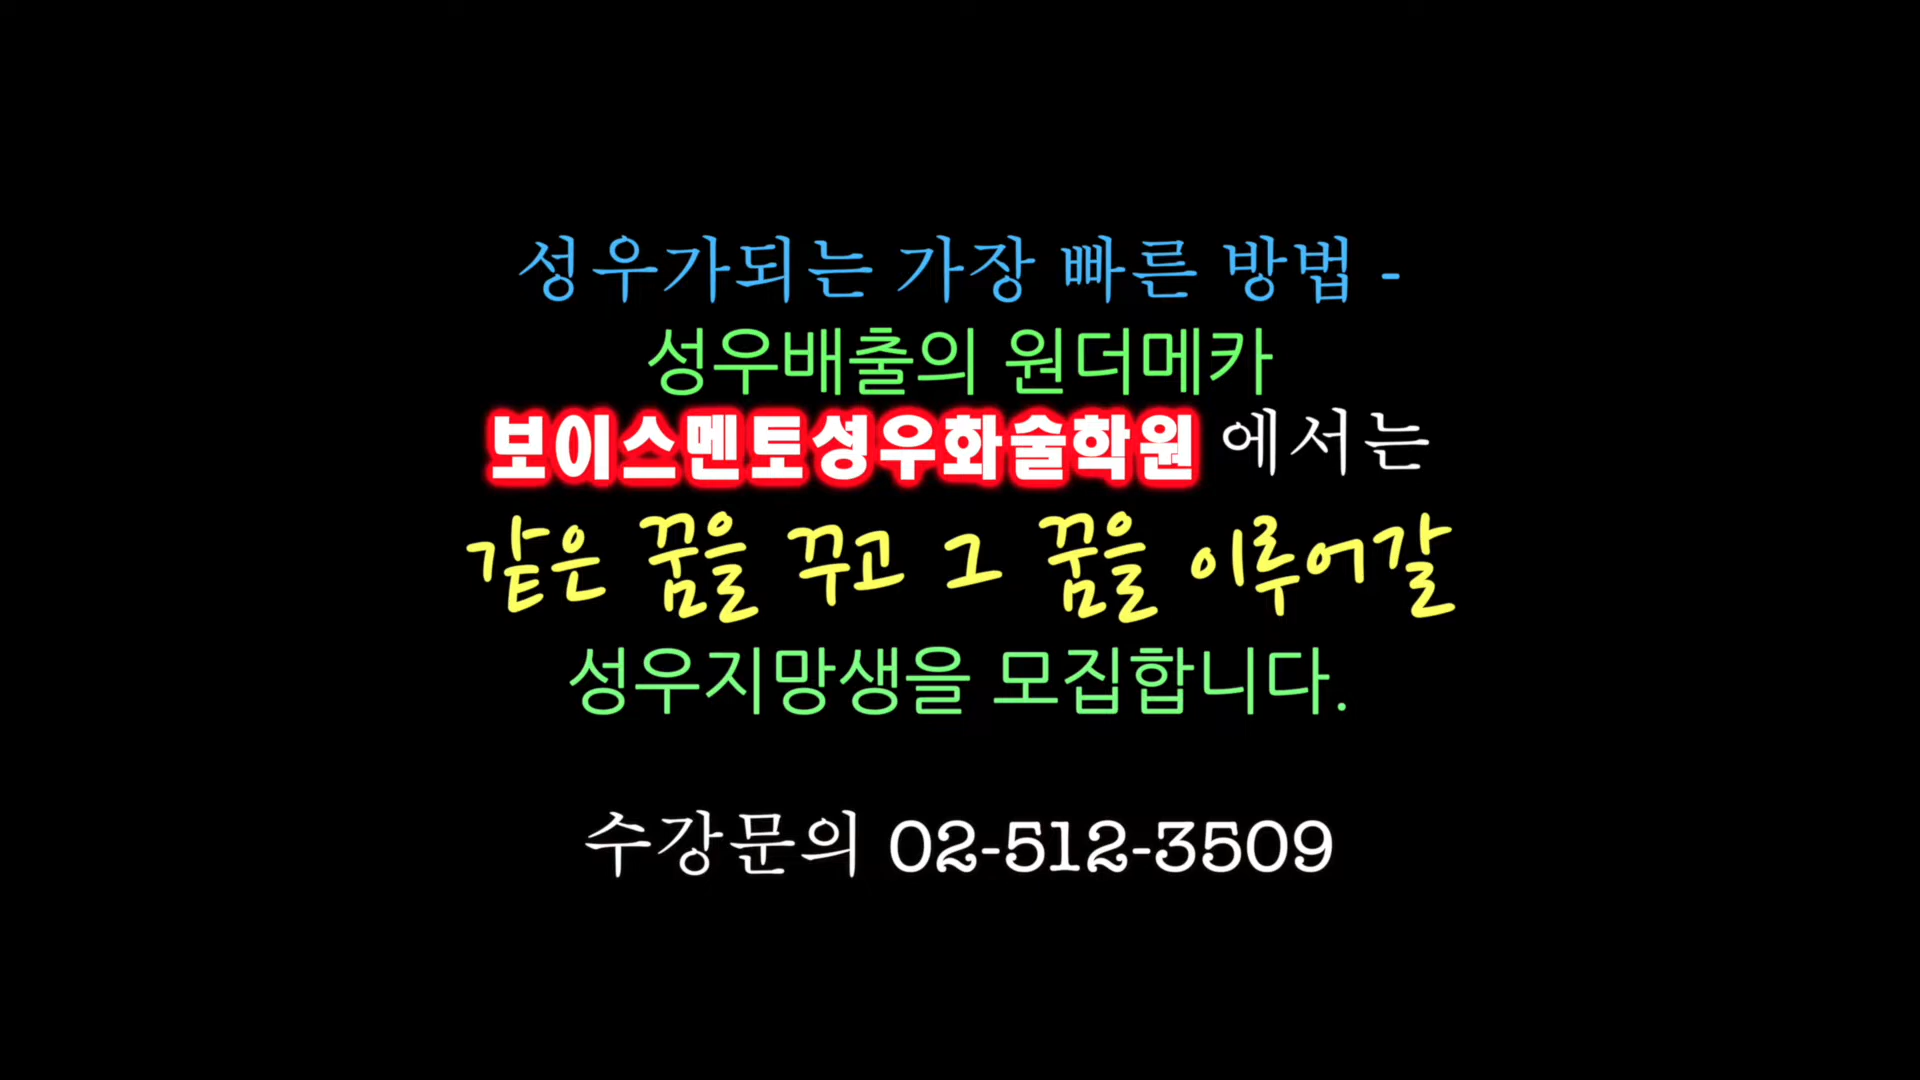 성우가되는 가장 빠른 방법 -
성우배출의 원더메카
보이스멘토성우화술학원 에서는
같은 꿈을 꾸고 그 꿈을 이루어갈
성우지망생을 모집합니다.
수강문의 02-512-3509